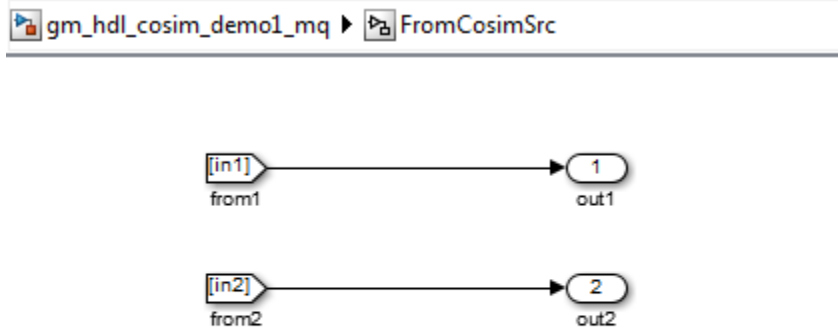 gm_hdl_cosim_demo1_mq FromCosimSrc
[in1] 1
from1 out1
[in2] 2
from2 out2